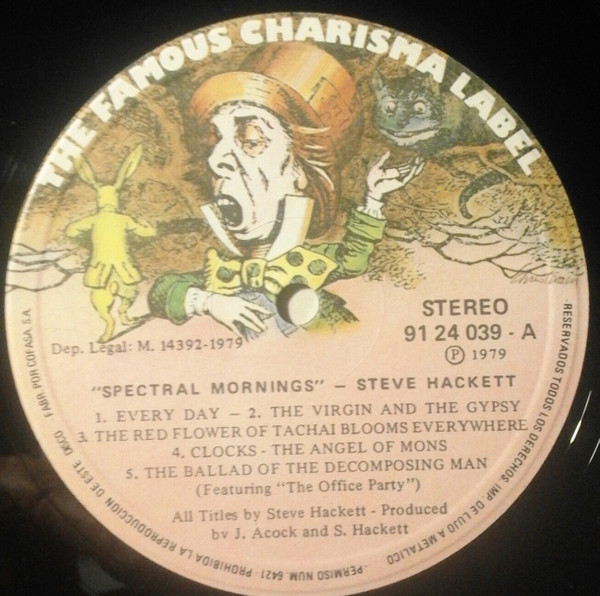 THE FAMOUS CHARISMA LABEL
STEREO
91 24 039 - A
Ⓟ 1979
Dep. Legal: M. 14392-1979
"SPECTRAL MORNINGS" — STEVE HACKETT
1. EVERY DAY — 2. THE VIRGIN AND THE GYPSY
3. THE RED FLOWER OF TACHAI BLOOMS EVERYWHERE
4. CLOCKS - THE ANGEL OF MONS
5. THE BALLAD OF THE DECOMPOSING MAN
(Featuring "The Office Party")
All Titles by Steve Hackett - Produced
by J. Acock and S. Hackett
RESERVADOS TODOS LOS DERECHOS. IMP. DE LUJO A METALICO
.- PERMISO NUM. 6421 - PROHIBIDA LA REPRODUCCION DE ESTE DISCO FABR. POR COFASA, S.A.